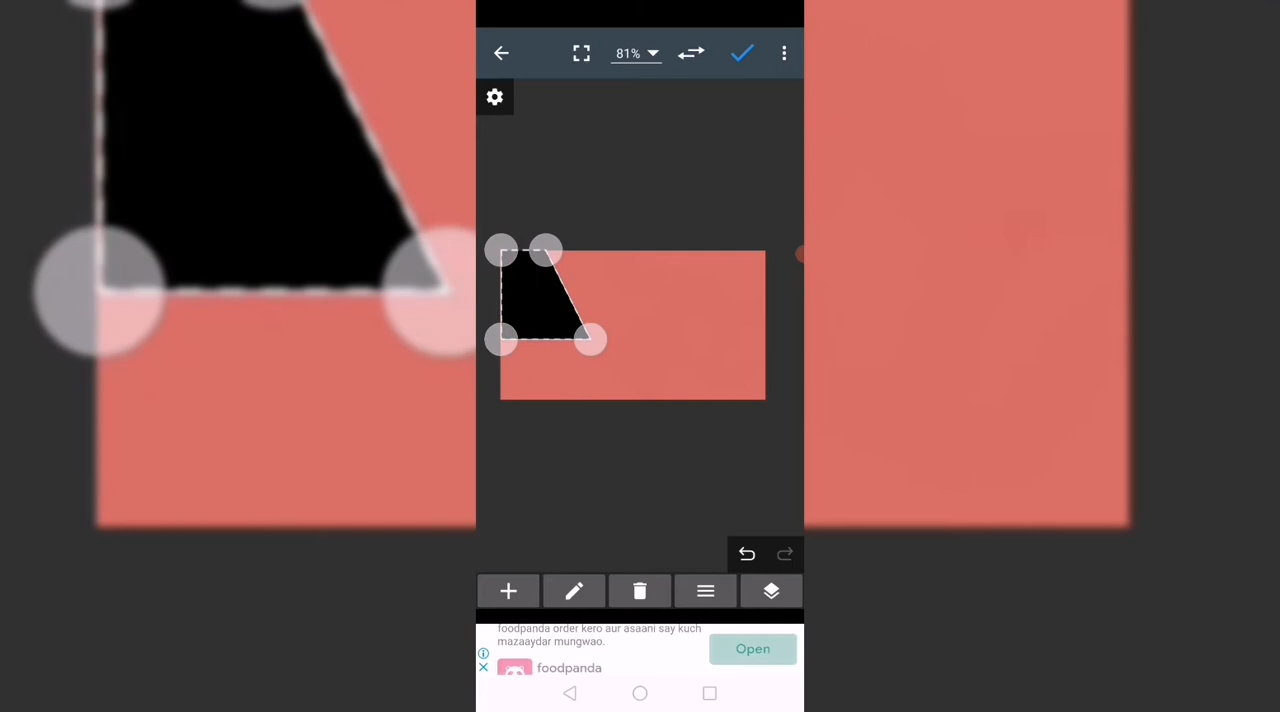 81%
foodpanda order kero aur asaani say kuch
mazaaydar mungwao.
Open
foodpanda